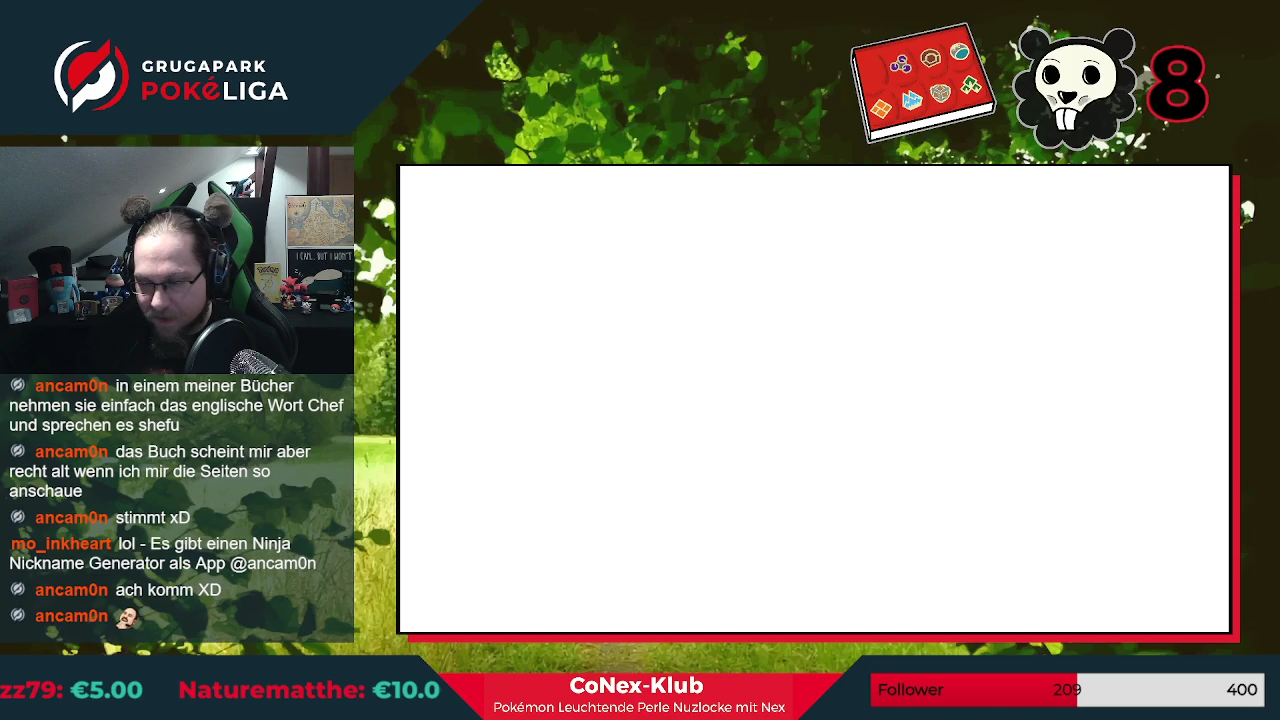 GRUGAPARK
POKéLIGA
8
I CAM.. BUT I WON'T
ancam0n in einem meiner Bücher
nehmen sie einfach das englische Wort Chef
und sprechen es shefu
ancam0n das Buch scheint mir aber
recht alt wenn ich mir die Seiten so
anschaue
ancam0n stimmt xD
mo_inkheart lol - Es gibt einen Ninja
Nickname Generator als App @ancam0n
ancam0n ach komm XD
ancam0n
zz79: €5.00 Naturematthe: €10.0
CoNex-Klub
Pokémon Leuchtende Perle Nuzlocke mit Nex
Follower 209 400